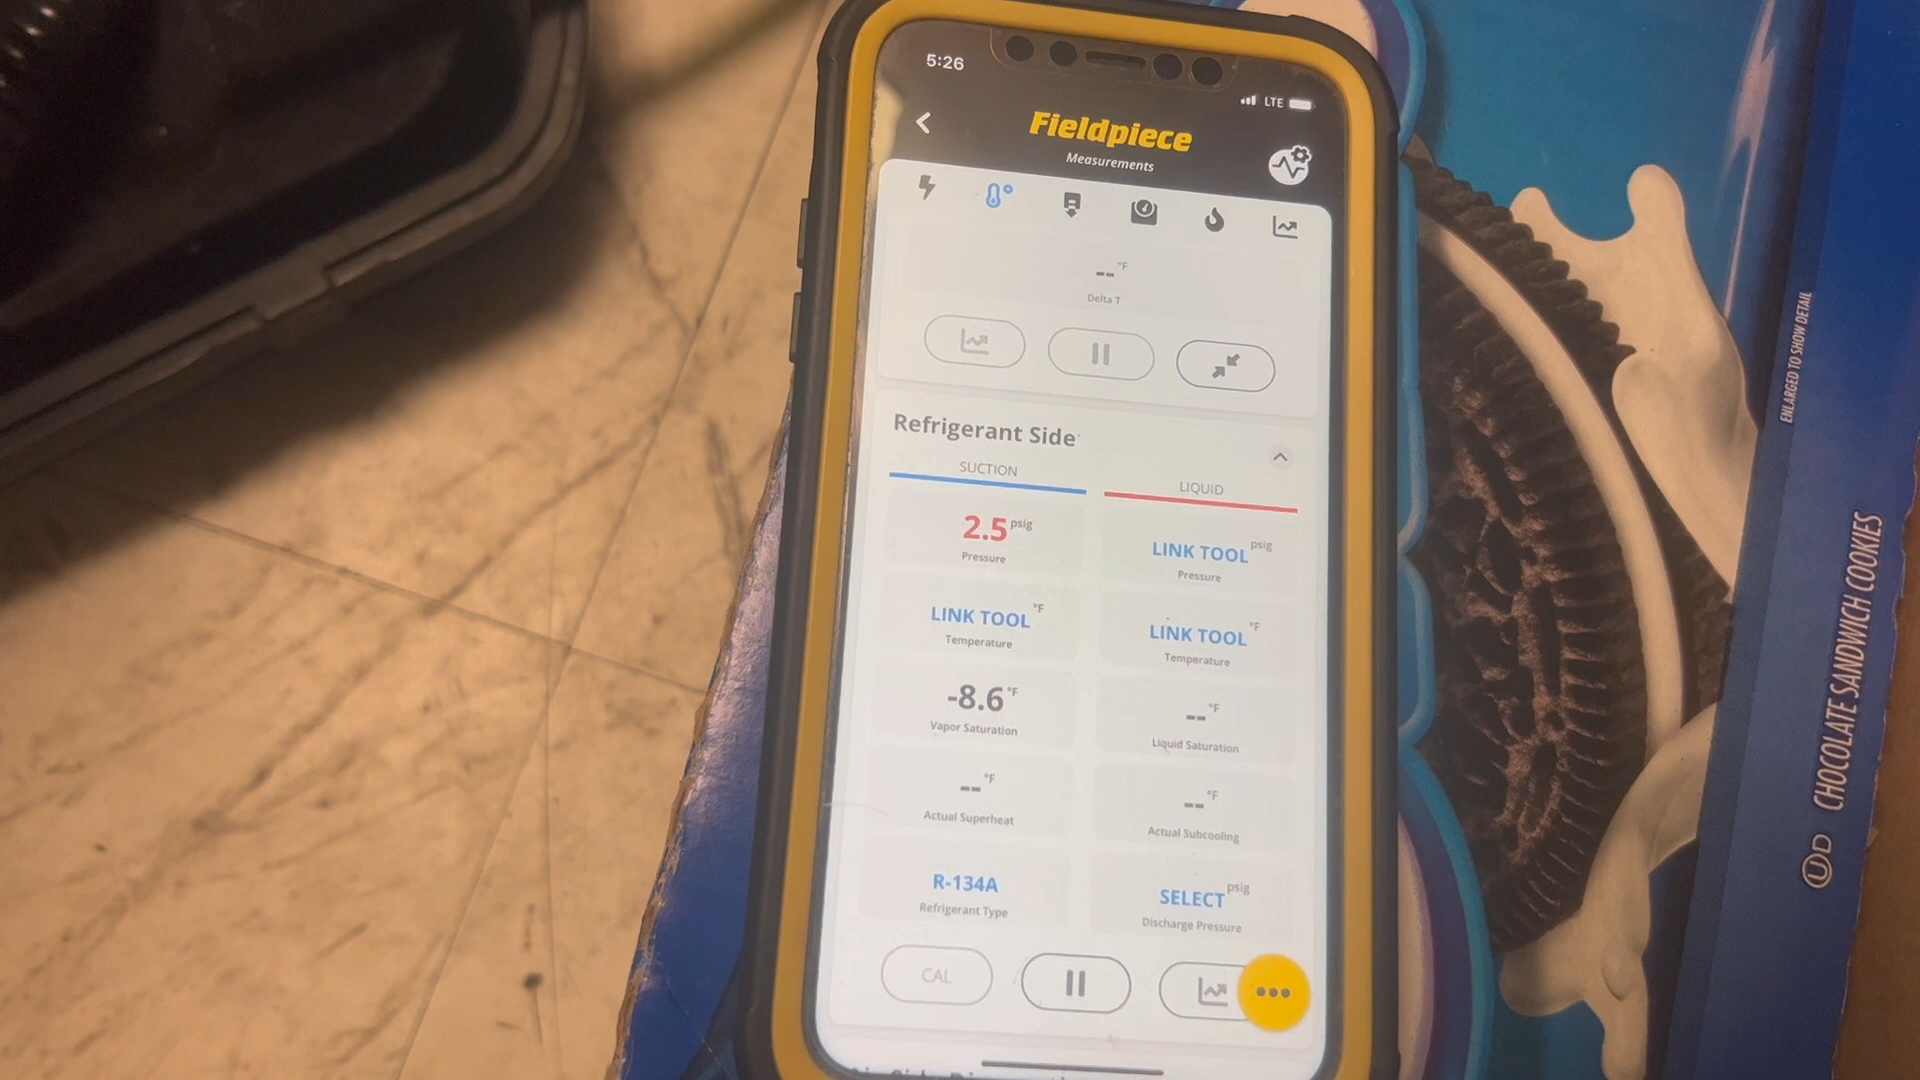 5:26
LTE
Fieldpiece
Measurements
-- °F
Delta T
Refrigerant Side
SUCTION
LIQUID
2.5 psig
Pressure
LINK TOOL psig
Pressure
LINK TOOL °F
Temperature
LINK TOOL °F
Temperature
-8.6 °F
Vapor Saturation
-- °F
Liquid Saturation
-- °F
Actual Superheat
-- °F
Actual Subcooling
R-134A
Refrigerant Type
SELECT psig
Discharge Pressure
CAL
ENLARGED TO SHOW DETAIL
UD CHOCOLATE SANDWICH COOKIES